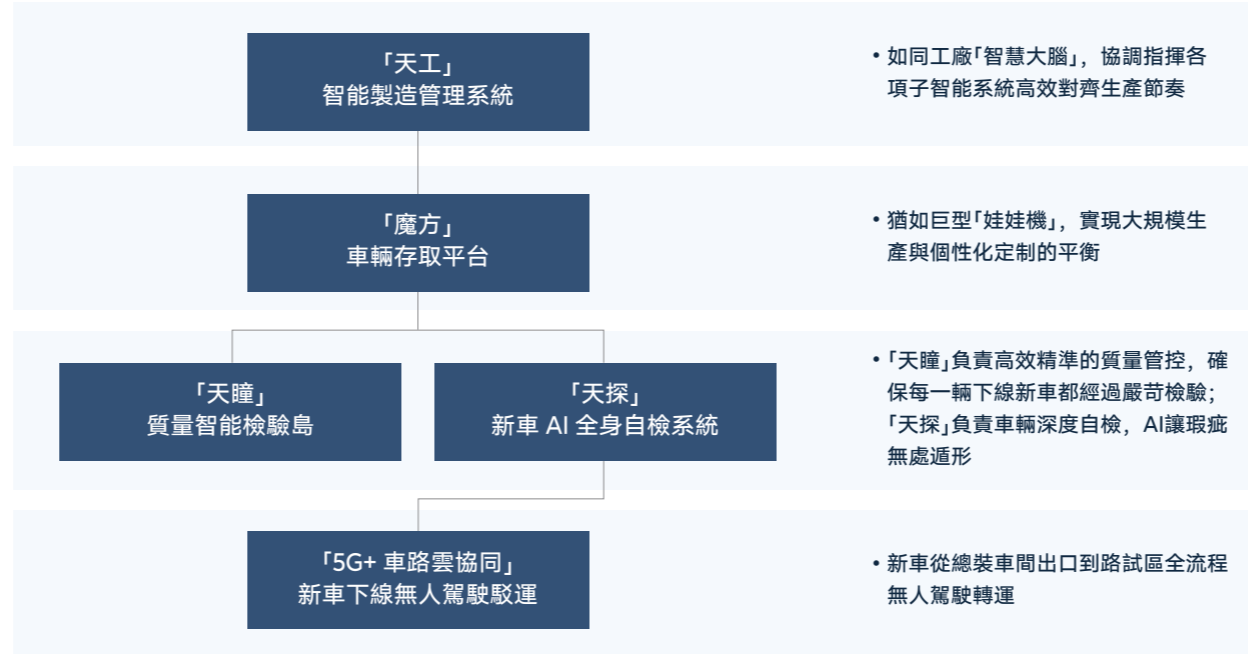 「天工」
智能製造管理系統
• 如同工廠「智慧大腦」，協調指揮各
項子智能系統高效對齊生產節奏
「魔方」
車輛存取平台
• 猶如巨型「娃娃機」，實現大規模生
產與個性化定制的平衡
「天瞳」
質量智能檢驗島
「天探」
新車 AI 全身自檢系統
• 「天瞳」負責高效精準的質量管控，確
保每一輛下線新車都經過嚴苛檢驗；
「天探」負責車輛深度自檢，AI讓瑕疵
無處遁形
「5G+ 車路雲協同」
新車下線無人駕駛駁運
• 新車從總裝車間出口到路試區全流程
無人駕駛轉運